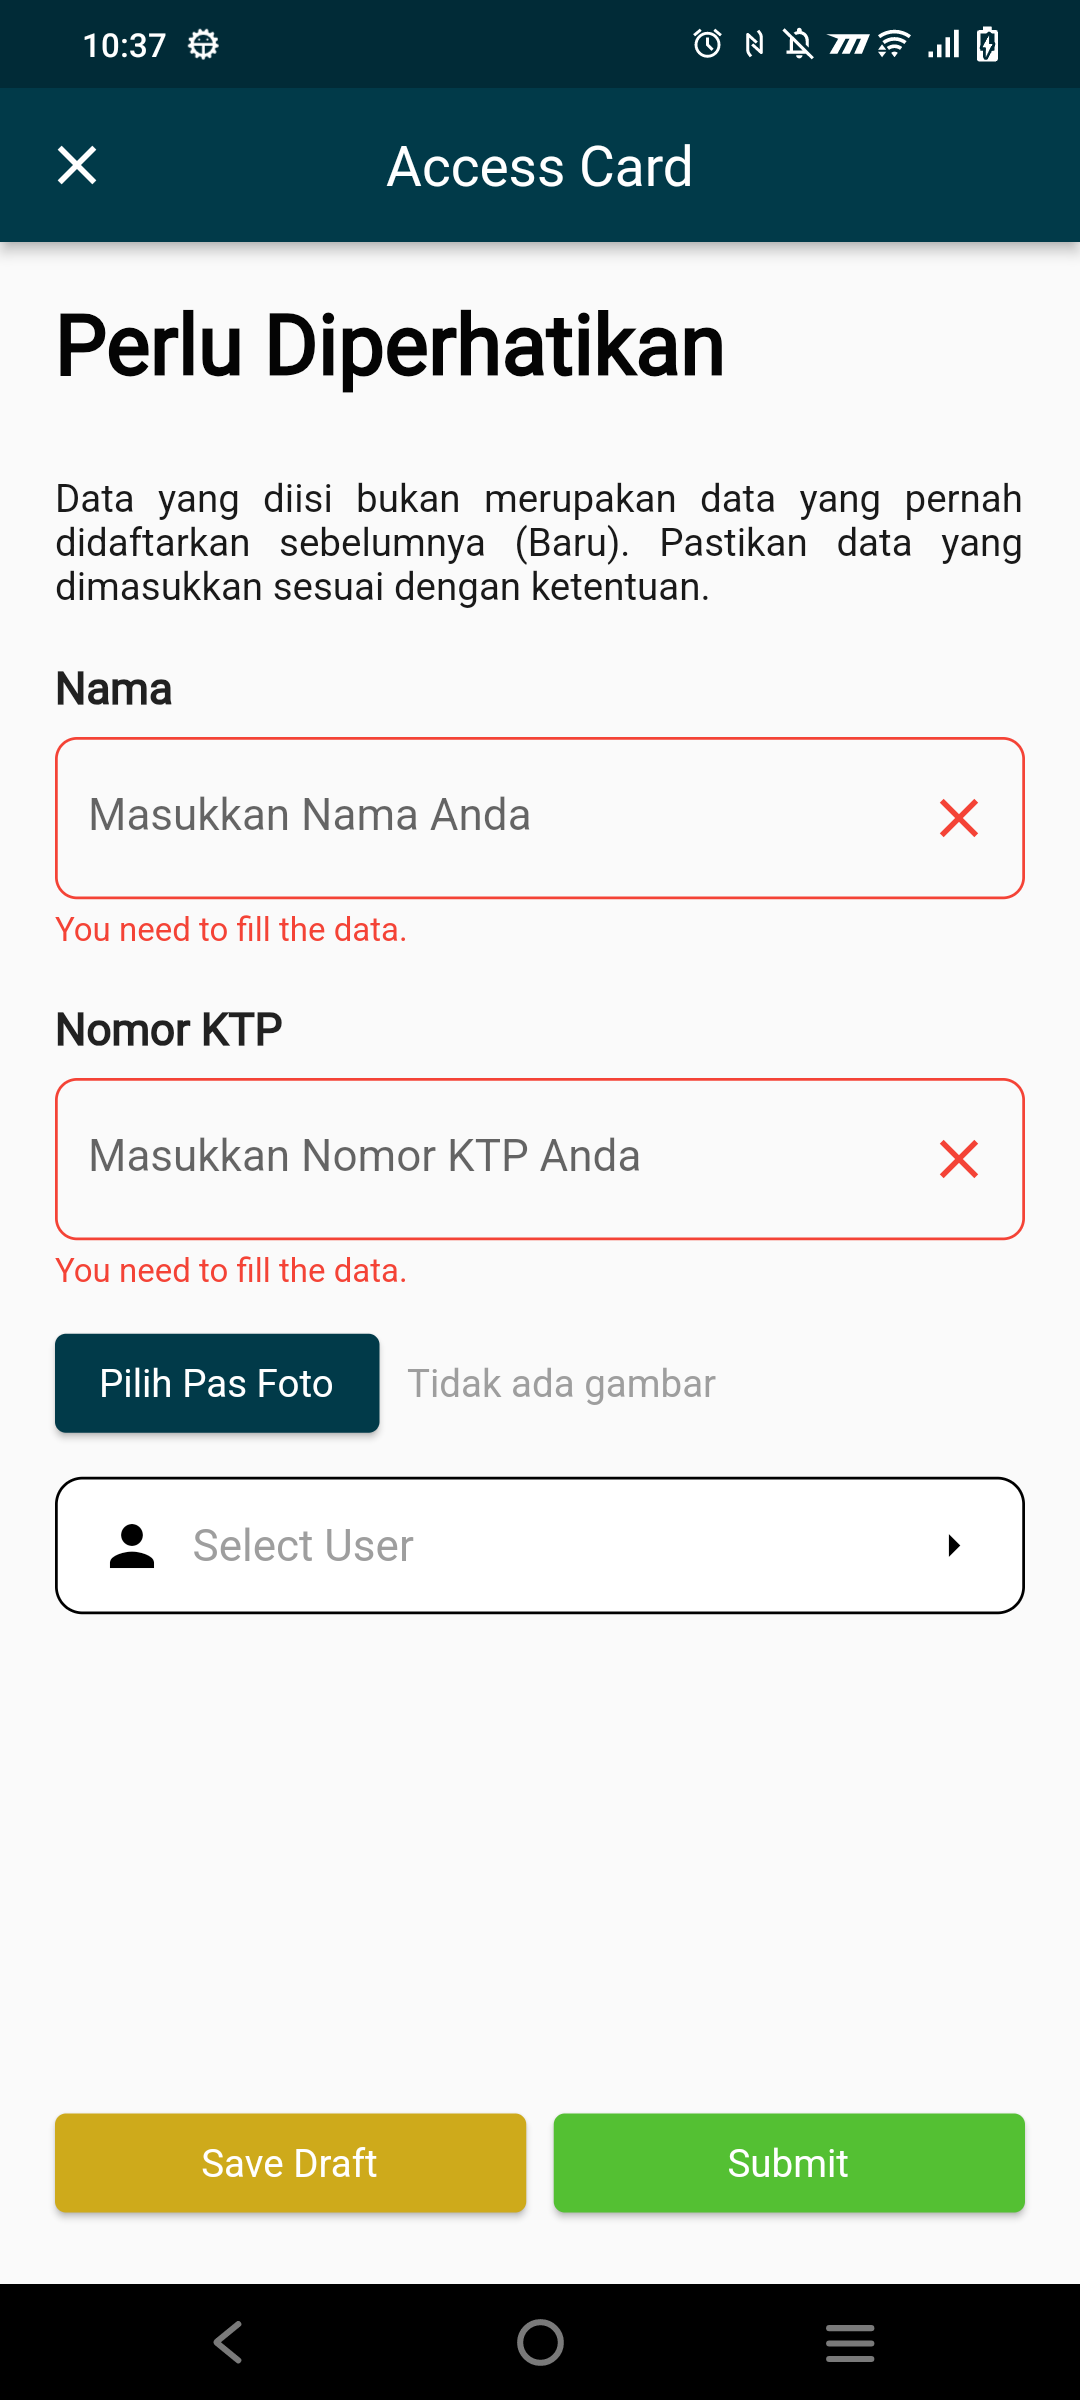 10:37
Access Card
Perlu Diperhatikan
Data yang diisi bukan merupakan data yang pernah
didaftarkan sebelumnya (Baru). Pastikan data yang
dimasukkan sesuai dengan ketentuan.
Nama
Masukkan Nama Anda
You need to fill the data.
Nomor KTP
Masukkan Nomor KTP Anda
You need to fill the data.
Pilih Pas Foto
Tidak ada gambar
Select User
Save Draft
Submit